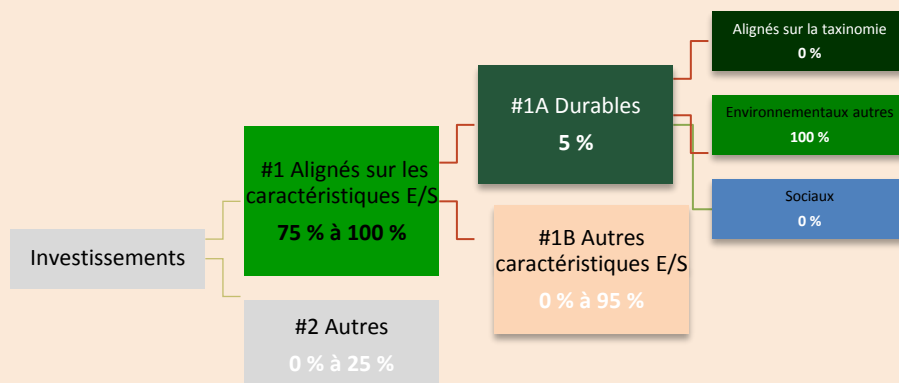 Investissements
#1 Alignés sur les
caractéristiques E/S
75 % à 100 %
#2 Autres
0 % à 25 %
#1A Durables
5 %
#1B Autres
caractéristiques E/S
0 % à 95 %
Alignés sur la taxinomie
0 %
Environnementaux autres
100 %
Sociaux
0 %